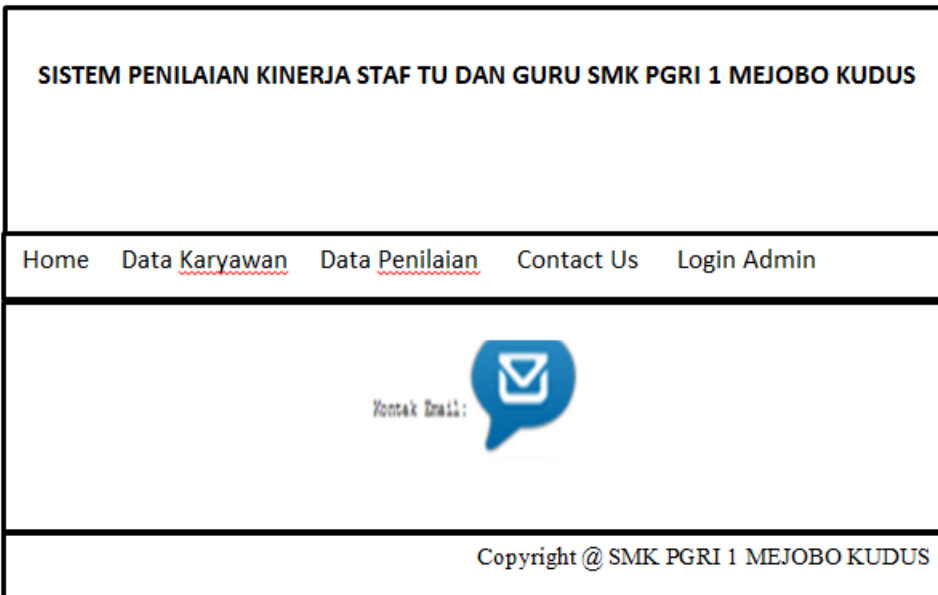 SISTEM PENILAIAN KINERJA STAF TU DAN GURU SMK PGRI 1 MEJOBO KUDUS
Home Data Karyawan Data Penilaian Contact Us Login Admin
Kontak Email:
Copyright @ SMK PGRI 1 MEJOBO KUDUS